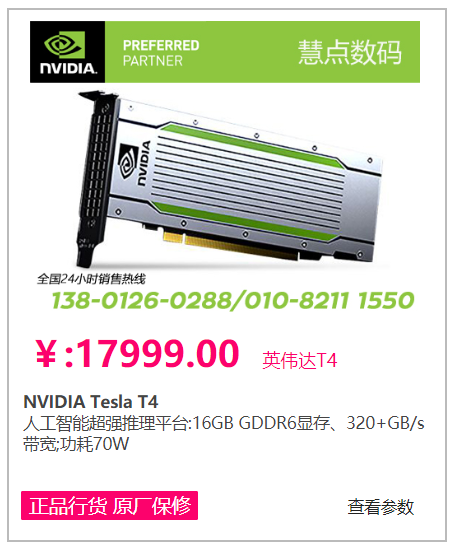 NVIDIA.
PREFERRED
PARTNER
慧点数码
NVIDIA
全国24小时销售热线
138-0126-0288/010-8211 1550
￥:17999.00 英伟达T4
NVIDIA Tesla T4
人工智能超强推理平台:16GB GDDR6显存、320+GB/s
带宽;功耗70W
正品行货 原厂保修
查看参数